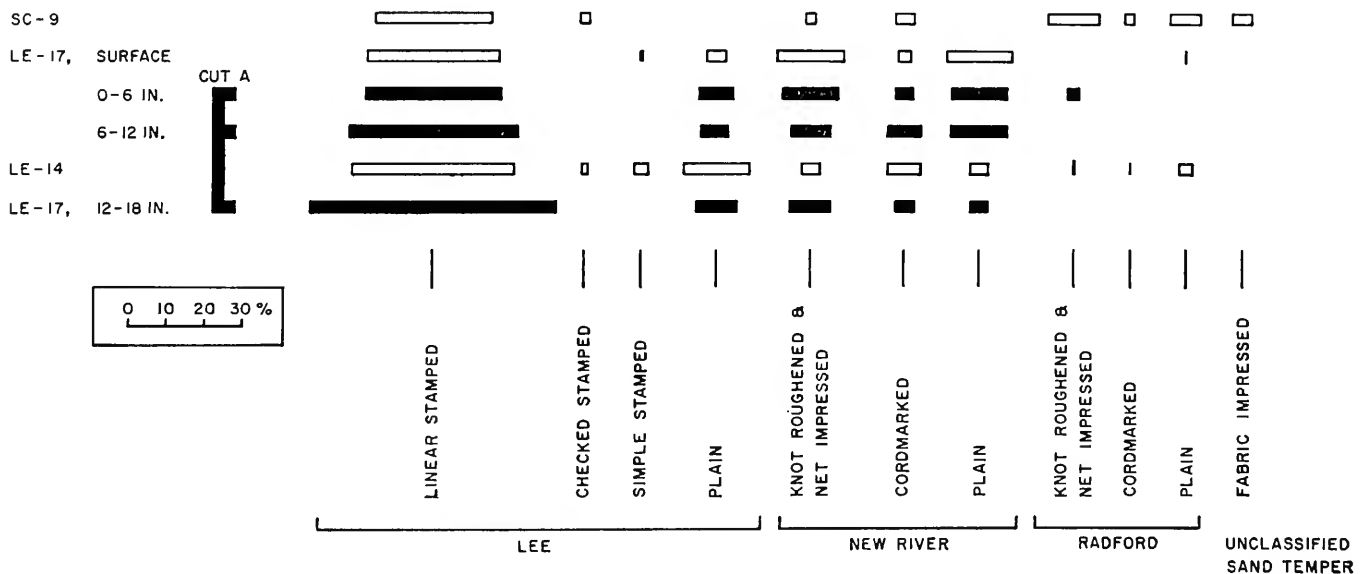 SC-9
LE-17, SURFACE
CUT A
0-6 IN.
6-12 IN.
LE-14
LE-17, 12-18 IN.
0 10 20 30 %
LINEAR STAMPED
CHECKED STAMPED
SIMPLE STAMPED
PLAIN
KNOT ROUGHENED &
NET IMPRESSED
CORDMARKED
PLAIN
KNOT ROUGHENED &
NET IMPRESSED
CORDMARKED
PLAIN
FABRIC IMPRESSED
LEE
NEW RIVER
RADFORD
UNCLASSIFIED
SAND TEMPER